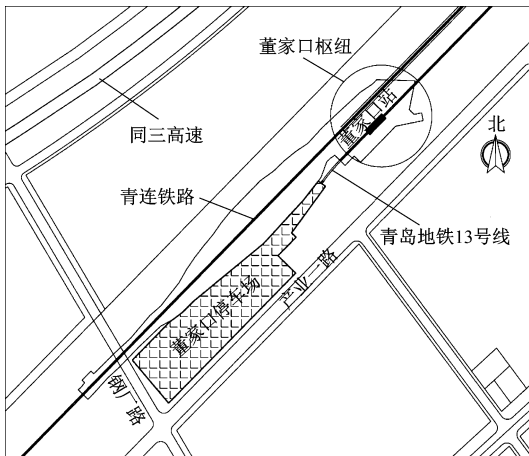 董家口枢纽
董家口站
同三高速
北
青连铁路
青岛地铁13号线
产业一路
董家口停车场
钢厂路